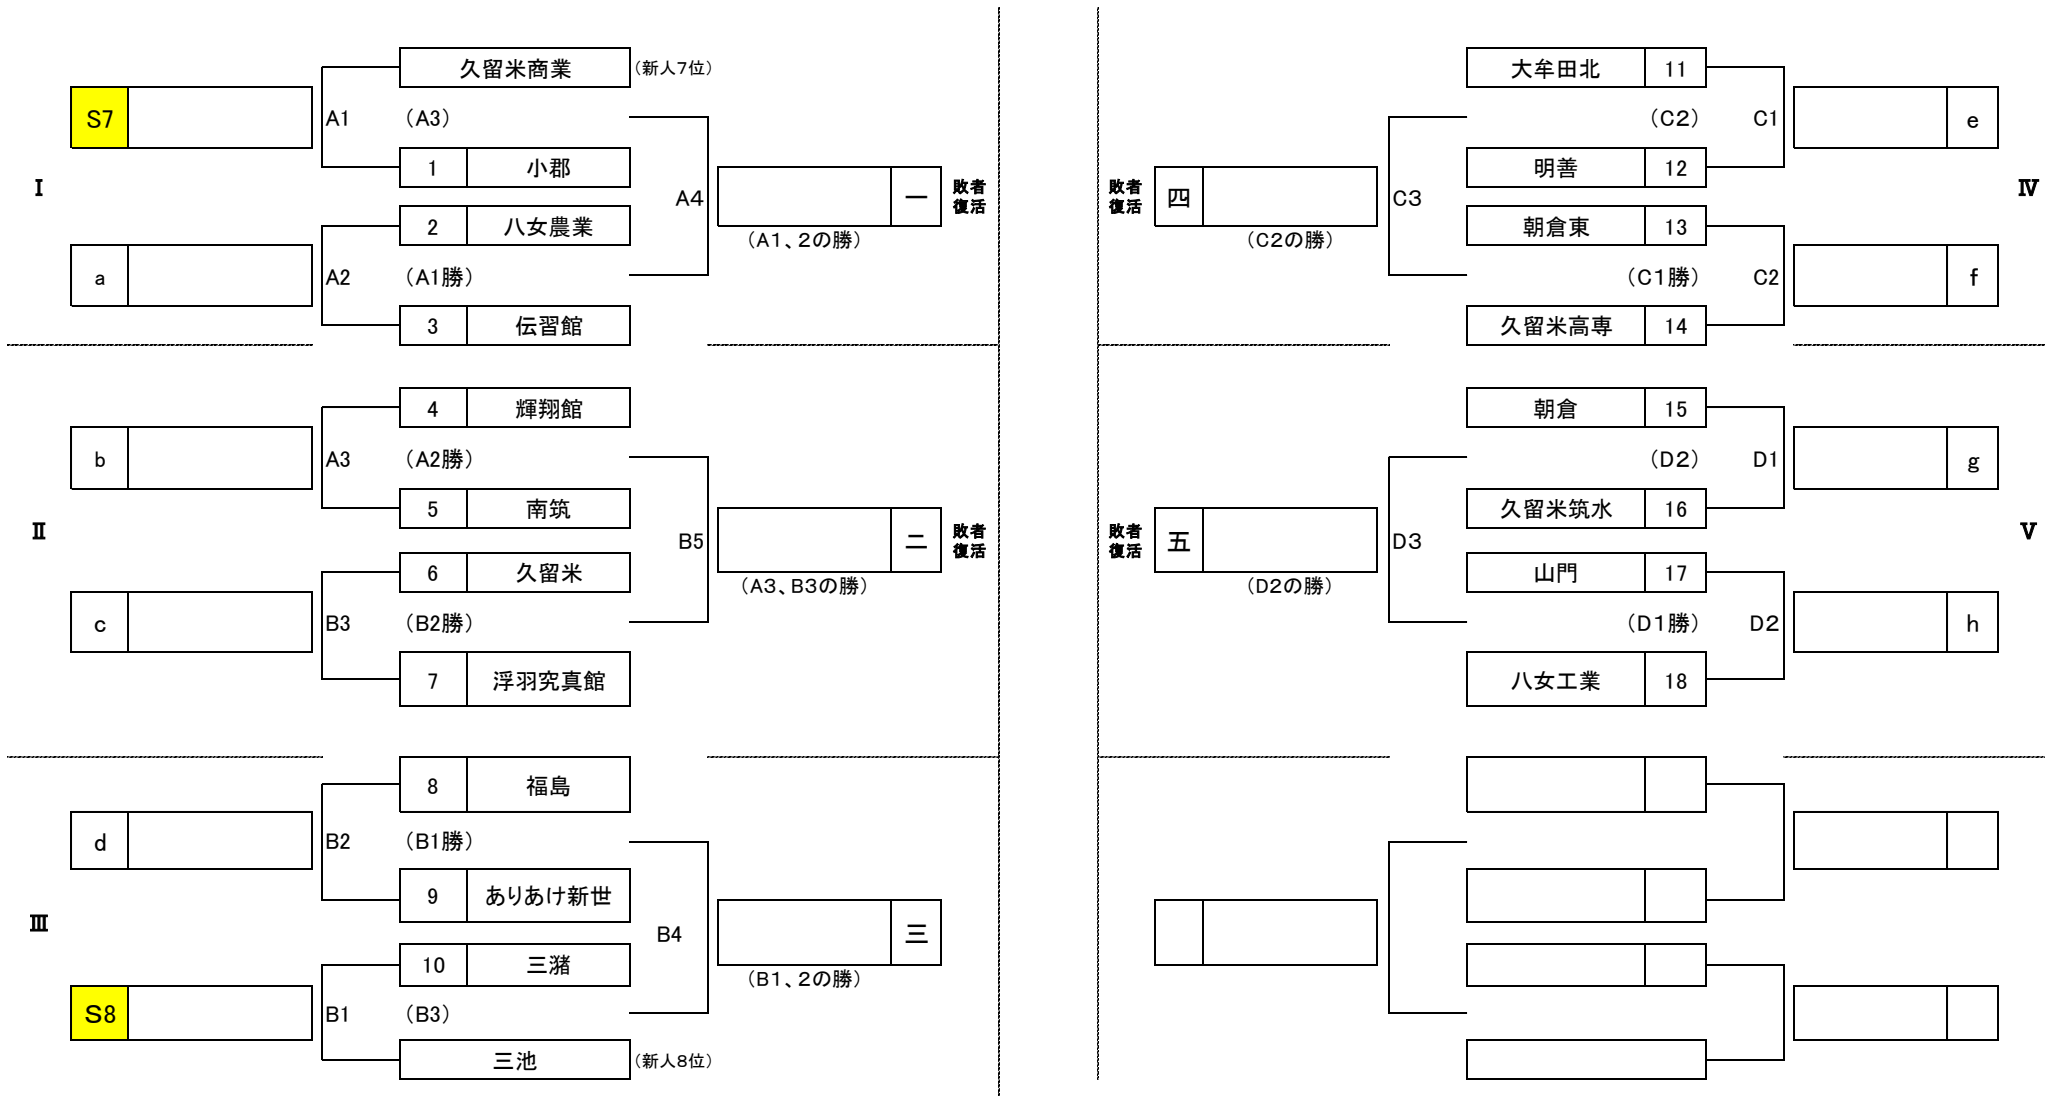 久留米商業 （新人7位）
S7 A1 （A3）
1 小郡
Ⅰ A4 一 敗者
復活
2 八女農業
（A1、2の勝）
a A2 （A1勝）
3 伝習館
4 輝翔館
b A3 （A2勝）
5 南筑
Ⅱ B5 二 敗者
復活
6 久留米
（A3、B3の勝）
c B3 （B2勝）
7 浮羽究真館
8 福島
d B2 （B1勝）
9 ありあけ新世
Ⅲ B4 三
10 三潴
（B1、2の勝）
S8 B1 （B3）
三池 （新人8位）
大牟田北 11
（C2） C1 e
明善 12
敗者
復活 四 C3 Ⅳ
朝倉東 13
（C2の勝）
（C1勝） C2 f
久留米高専 14
朝倉 15
（D2） D1 g
久留米筑水 16
敗者
復活 五 D3 Ⅴ
山門 17
（D2の勝）
（D1勝） D2 h
八女工業 18